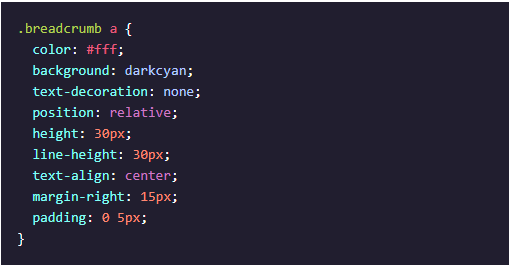 .breadcrumb a {
  color: #fff;
  background: darkcyan;
  text-decoration: none;
  position: relative;
  height: 30px;
  line-height: 30px;
  text-align: center;
  margin-right: 15px;
  padding: 0 5px;
}